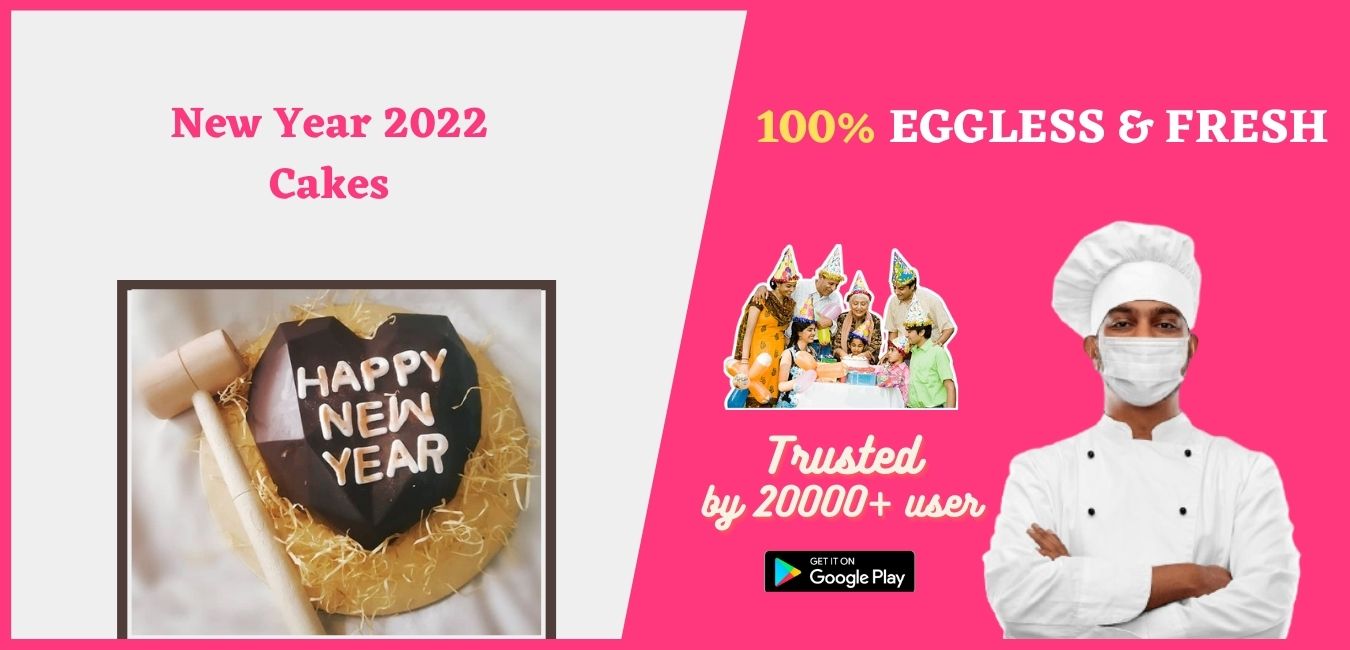 New Year 2022
Cakes
HAPPY
NEW
YEAR
100% EGGLESS & FRESH
Trusted
by 20000+ user
GET IT ON
Google Play